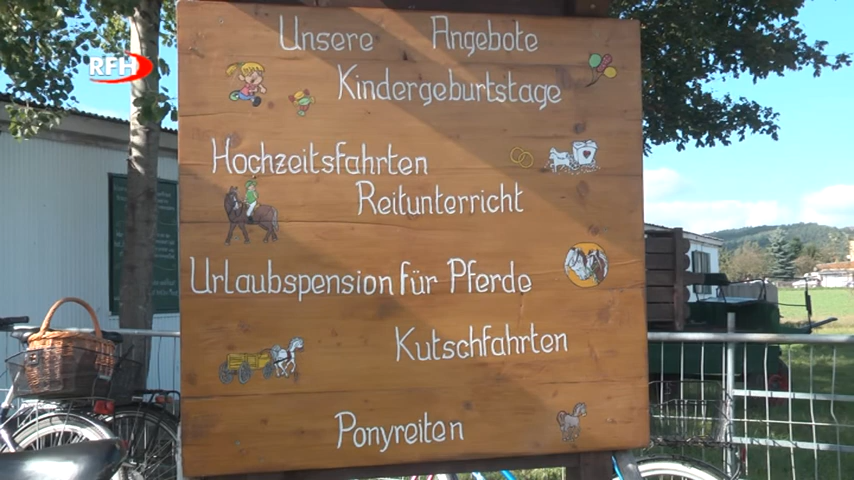 RFH
Unsere Angebote
Kindergeburtstage
Hochzeitsfahrten
Reitunterricht
Urlaubspension für Pferde
Kutschfahrten
Ponyreiten